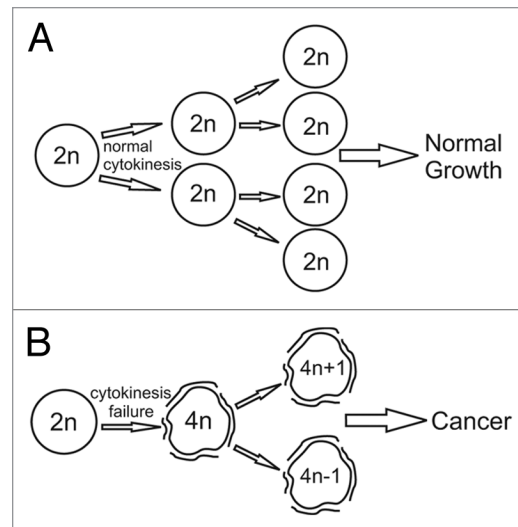 A
2n
2n
2n
normal
cytokinesis
2n
2n
2n
2n
Normal
Growth
B
2n
cytokinesis
failure
4n
4n+1
4n-1
Cancer